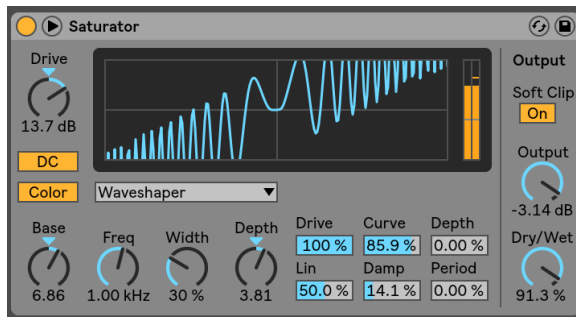 Saturator
Drive
13.7 dB
DC
Color
Waveshaper
Base
6.86
Freq
1.00 kHz
Width
30 %
Depth
3.81
Drive Curve Depth
100 % 85.9 % 0.00 %
Lin Damp Period
50.0 % 14.1 % 0.00 %
Output
Soft Clip
On
Output
-3.14 dB
Dry/Wet
91.3 %